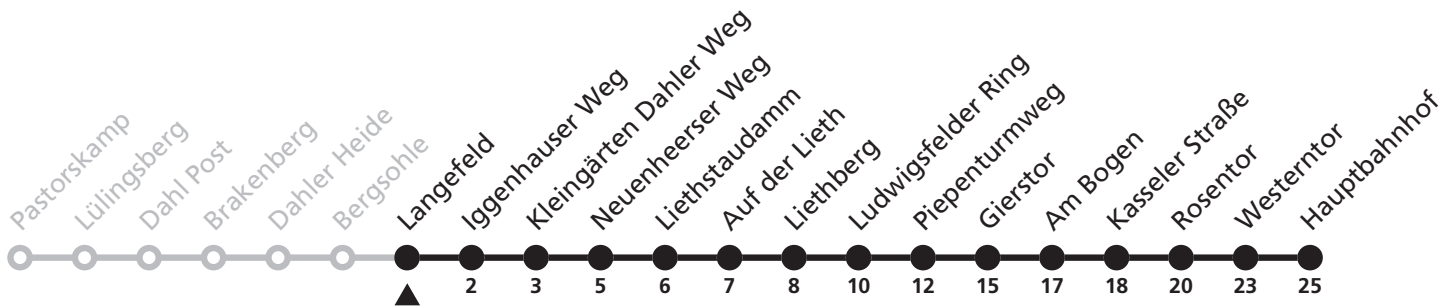 Pastorskamp
Lülingsberg
Dahl Post
Brakenberg
Dahler Heide
Bergsohle
Langefeld
Iggenhauser Weg
Kleingärten Dahler Weg
Neuenheerser Weg
Liethstaudamm
Auf der Lieth
Liethberg
Ludwigsfelder Ring
Piepenturmweg
Gierstor
Am Bogen
Kasseler Straße
Rosentor
Westerntor
Hauptbahnhof
2 3 5 6 7 8 10 12 15 17 18 20 23 25